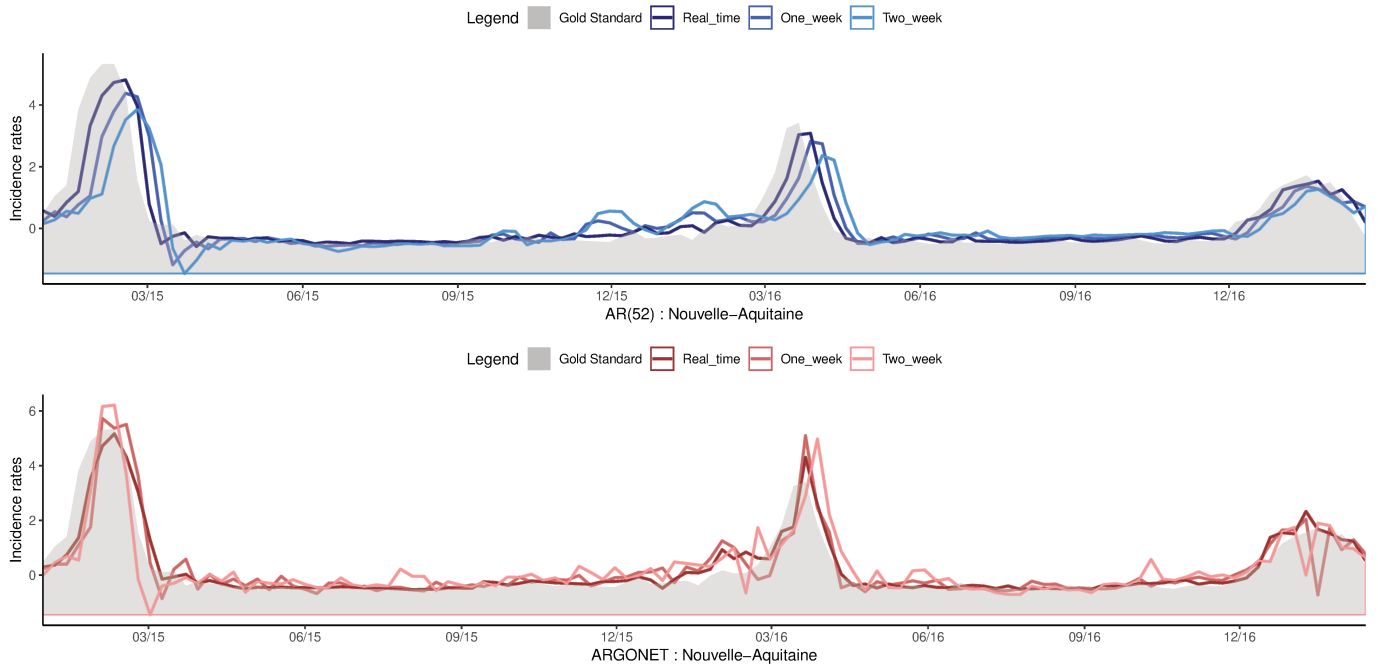 Legend Gold Standard Real_time One_week Two_week
Incidence rates
4
2
0
03/15 06/15 09/15 12/15 03/16 06/16 09/16 12/16
AR(52) : Nouvelle−Aquitaine
Legend Gold Standard Real_time One_week Two_week
Incidence rates
6
4
2
0
03/15 06/15 09/15 12/15 03/16 06/16 09/16 12/16
ARGONET : Nouvelle−Aquitaine